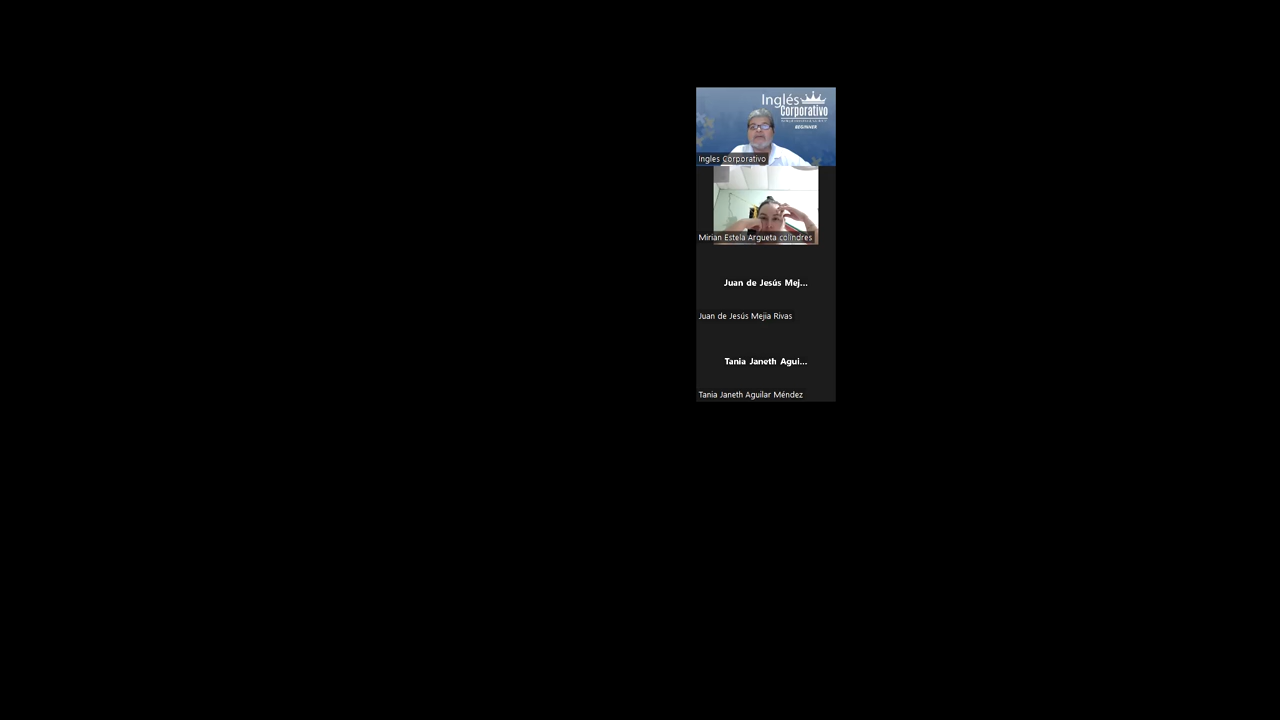 Inglés
Corporativo
BEGINNER
Ingles Corporativo
Mirian Estela Argueta colindres
Juan de Jesús Mej...
Juan de Jesús Mejia Rivas
Tania Janeth Agui...
Tania Janeth Aguilar Méndez